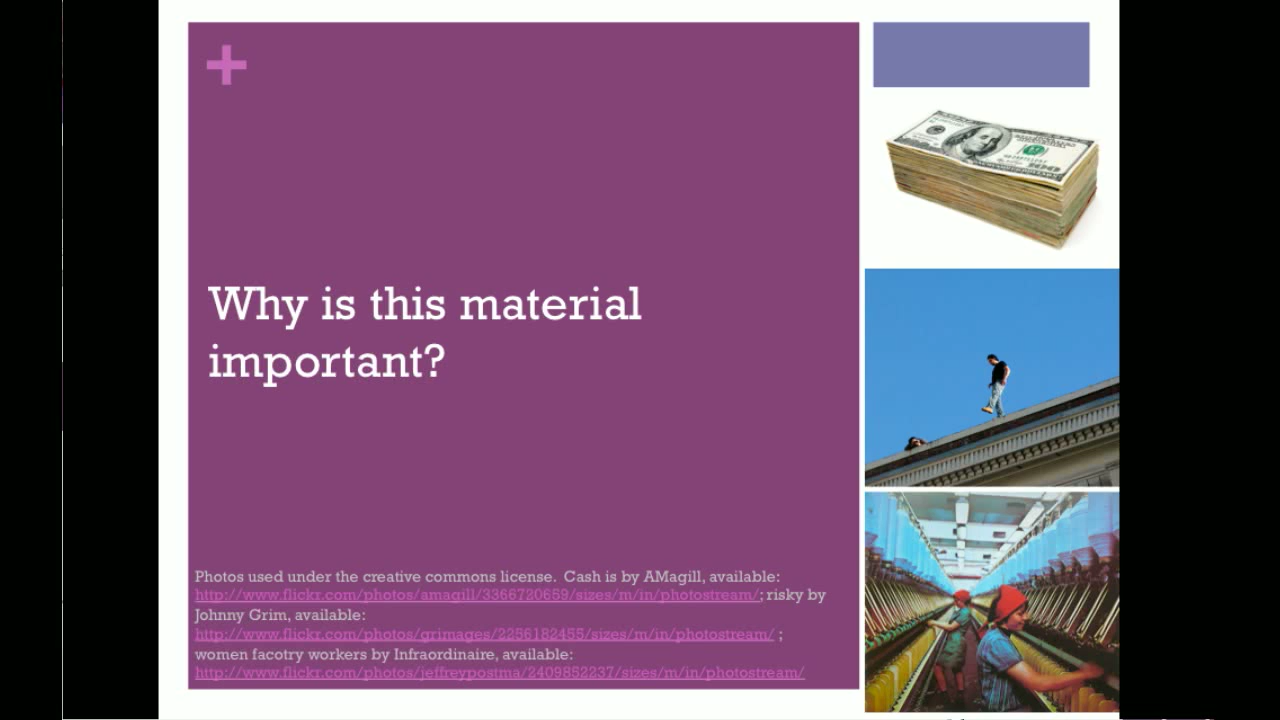 +
Why is this material
important?
Photos used under the creative commons license. Cash is by AMagill, available:
http://www.flickr.com/photos/amagill/3366720659/sizes/m/in/photostream/; risky by
Johnny Grim, available:
http://www.flickr.com/photos/grimages/2256182455/sizes/m/in/photostream/ ;
women facotry workers by Infraordinaire, available:
http://www.flickr.com/photos/jeffreypostma/2409852237/sizes/m/in/photostream/
100